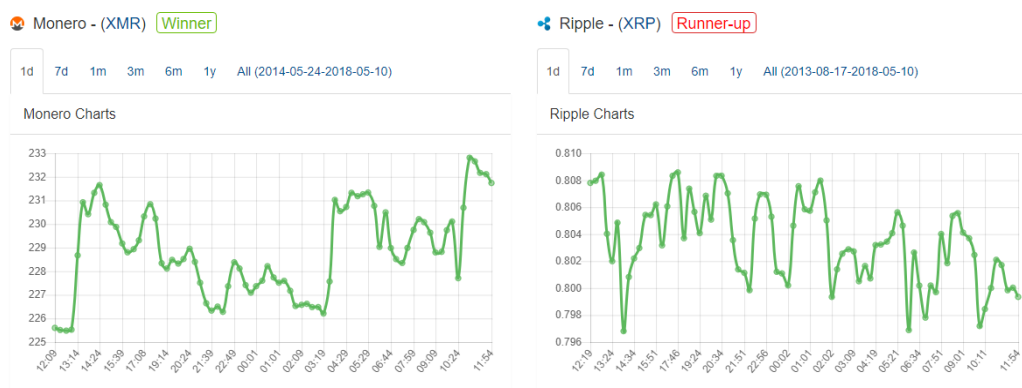 Monero - (XMR) Winner
1d 7d 1m 3m 6m 1y All (2014-05-24-2018-05-10)
Monero Charts
233
232
231
230
229
228
227
226
225
12:09 13:14 14:24 15:39 17:08 19:14 20:24 21:39 22:49 00:01 01:01 02:09 03:19 04:29 05:29 06:44 07:59 09:09 10:24 11:54
Ripple - (XRP) Runner-up
1d 7d 1m 3m 6m 1y All (2013-08-17-2018-05-10)
Ripple Charts
0.810
0.808
0.806
0.804
0.802
0.800
0.798
0.796
12:19 13:24 14:34 15:51 17:46 19:24 20:34 21:51 22:56 00:02 01:01 02:02 03:09 04:19 05:21 06:34 07:51 09:01 10:11 11:54